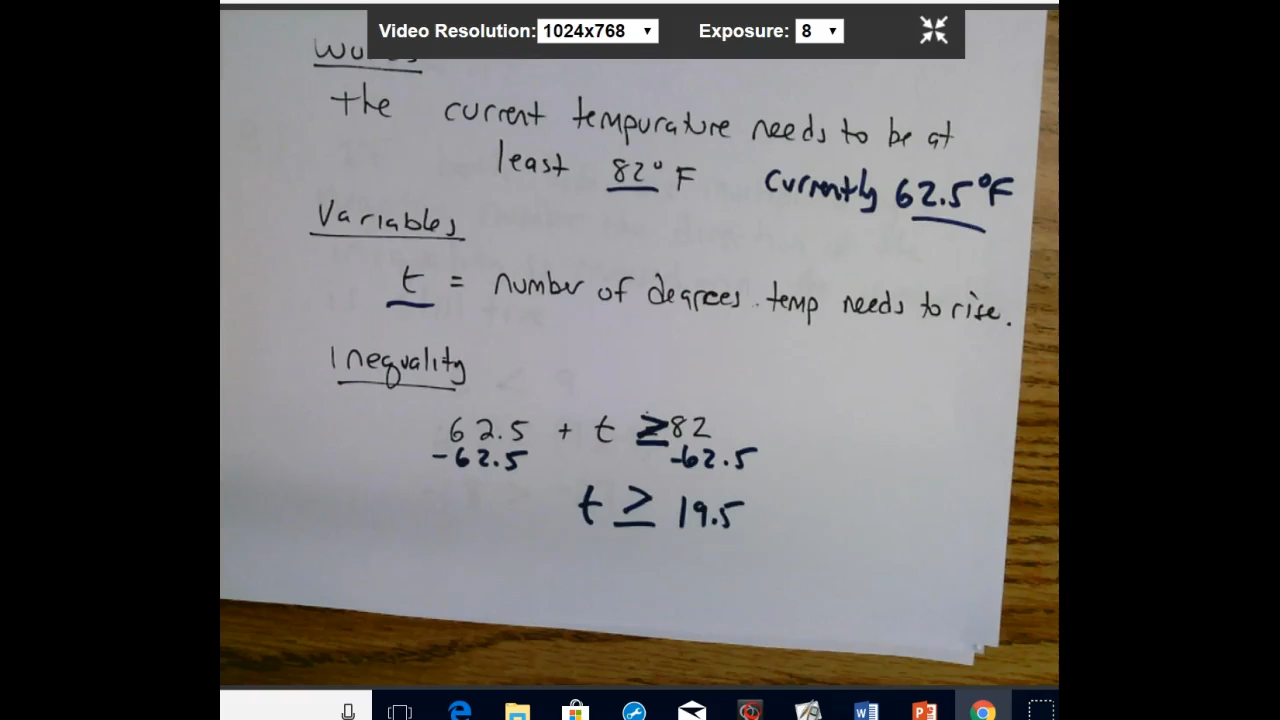 Video Resolution: 1024x768 Exposure: 8
The current tempurature needs to be at
least 82° F currently 62.5°F
Variables
t = number of degrees temp needs to rise.
Inequality
62.5 + t ≥ 82
-62.5 -62.5
t ≥ 19.5